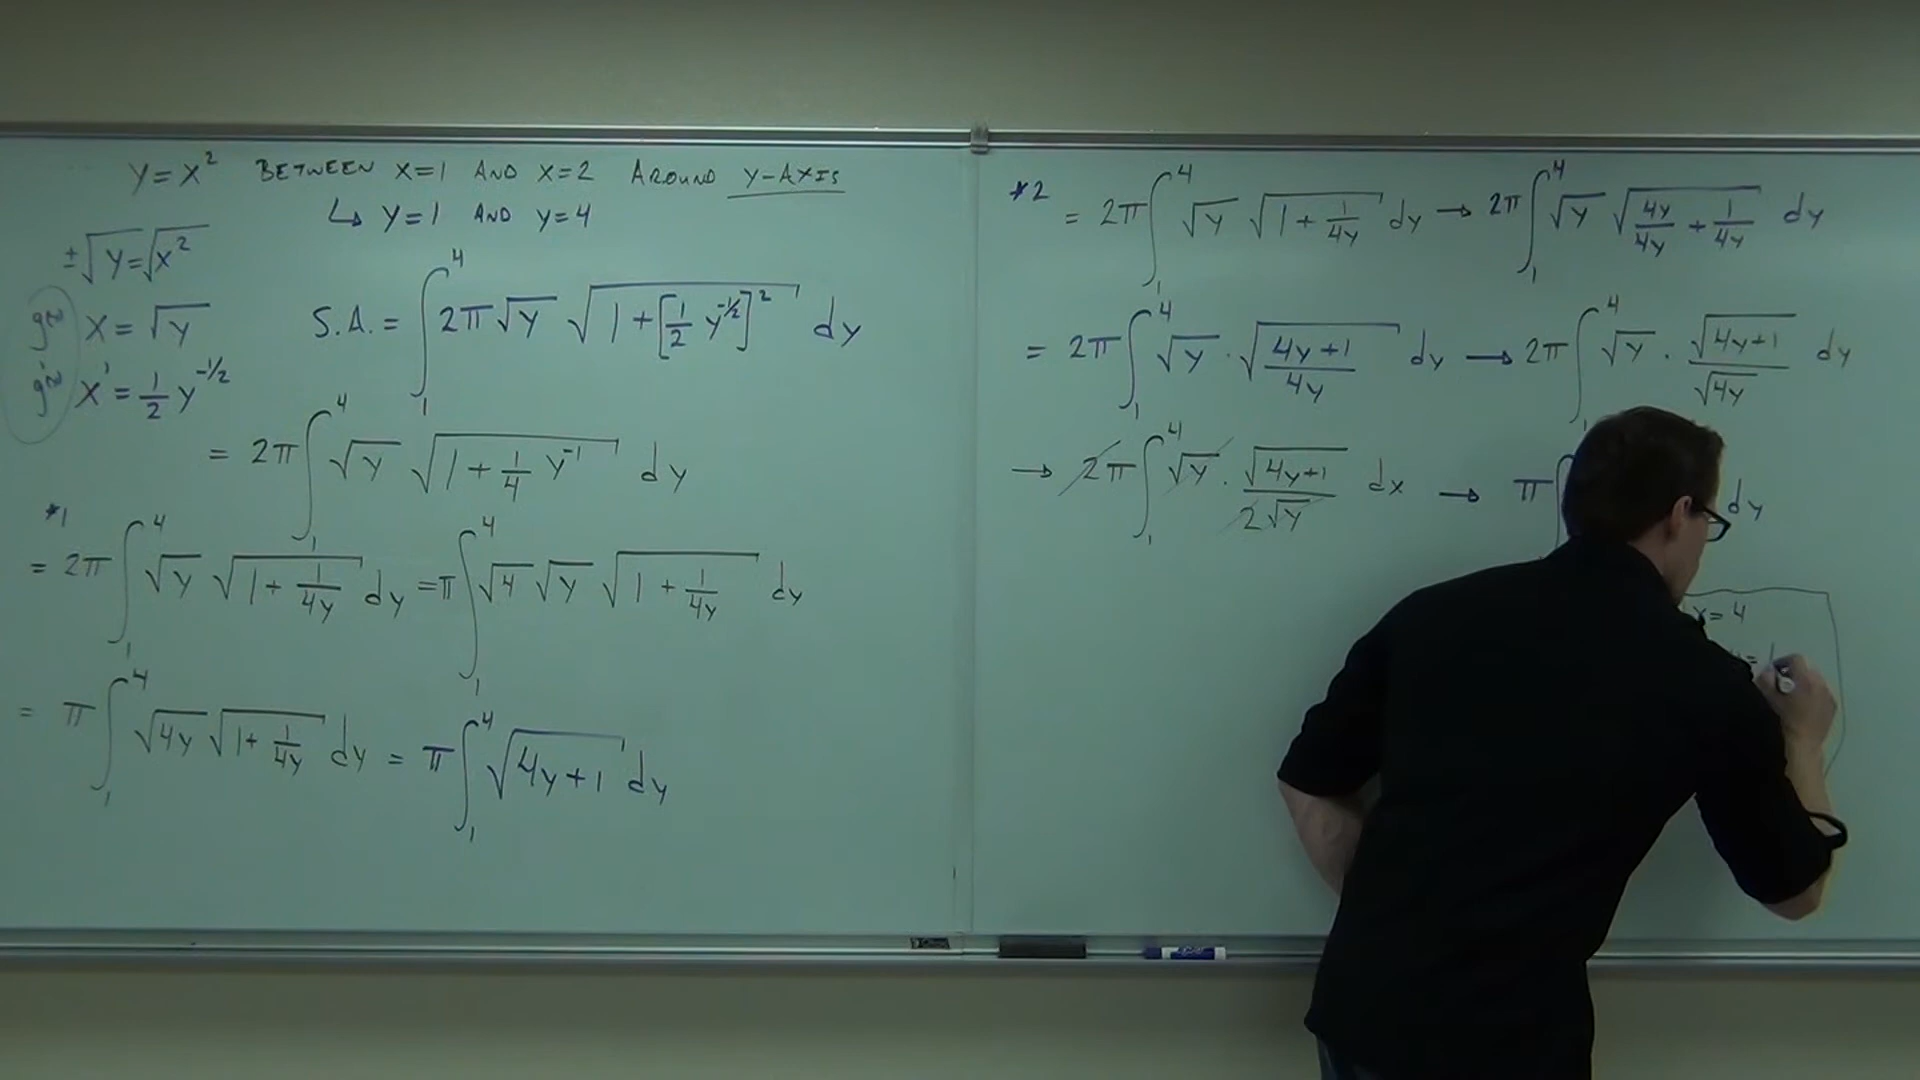 Y = X² BETWEEN X=1 AND X=2 AROUND Y-AXIS
↳ Y=1 AND Y=4
±√Y = √X²
g(y) X = √Y
g'(y) X' = 1/2 Y^(-1/2)
S.A. = ∫₁⁴ 2π√Y √(1+[1/2 Y^(-1/2)]²) dy
= 2π ∫₁⁴ √Y √(1+1/4 Y⁻¹) dy
*1
= 2π ∫₁⁴ √Y √(1+1/4y) dy = π ∫₁⁴ √4 √Y √(1+1/4y) dy
= π ∫₁⁴ √4y √(1+1/4y) dy = π ∫₁⁴ √(4y+1) dy
*2 = 2π ∫₁⁴ √Y √(1+1/4y) dy → 2π ∫₁⁴ √Y √(4y/4y + 1/4y) dy
= 2π ∫₁⁴ √Y · √((4y+1)/4y) dy → 2π ∫₁⁴ √Y · √(4y+1)/√4y dy
→ 2π ∫₁⁴ √Y · √(4y+1)/2√Y dx → π ∫ dy
= 4
=